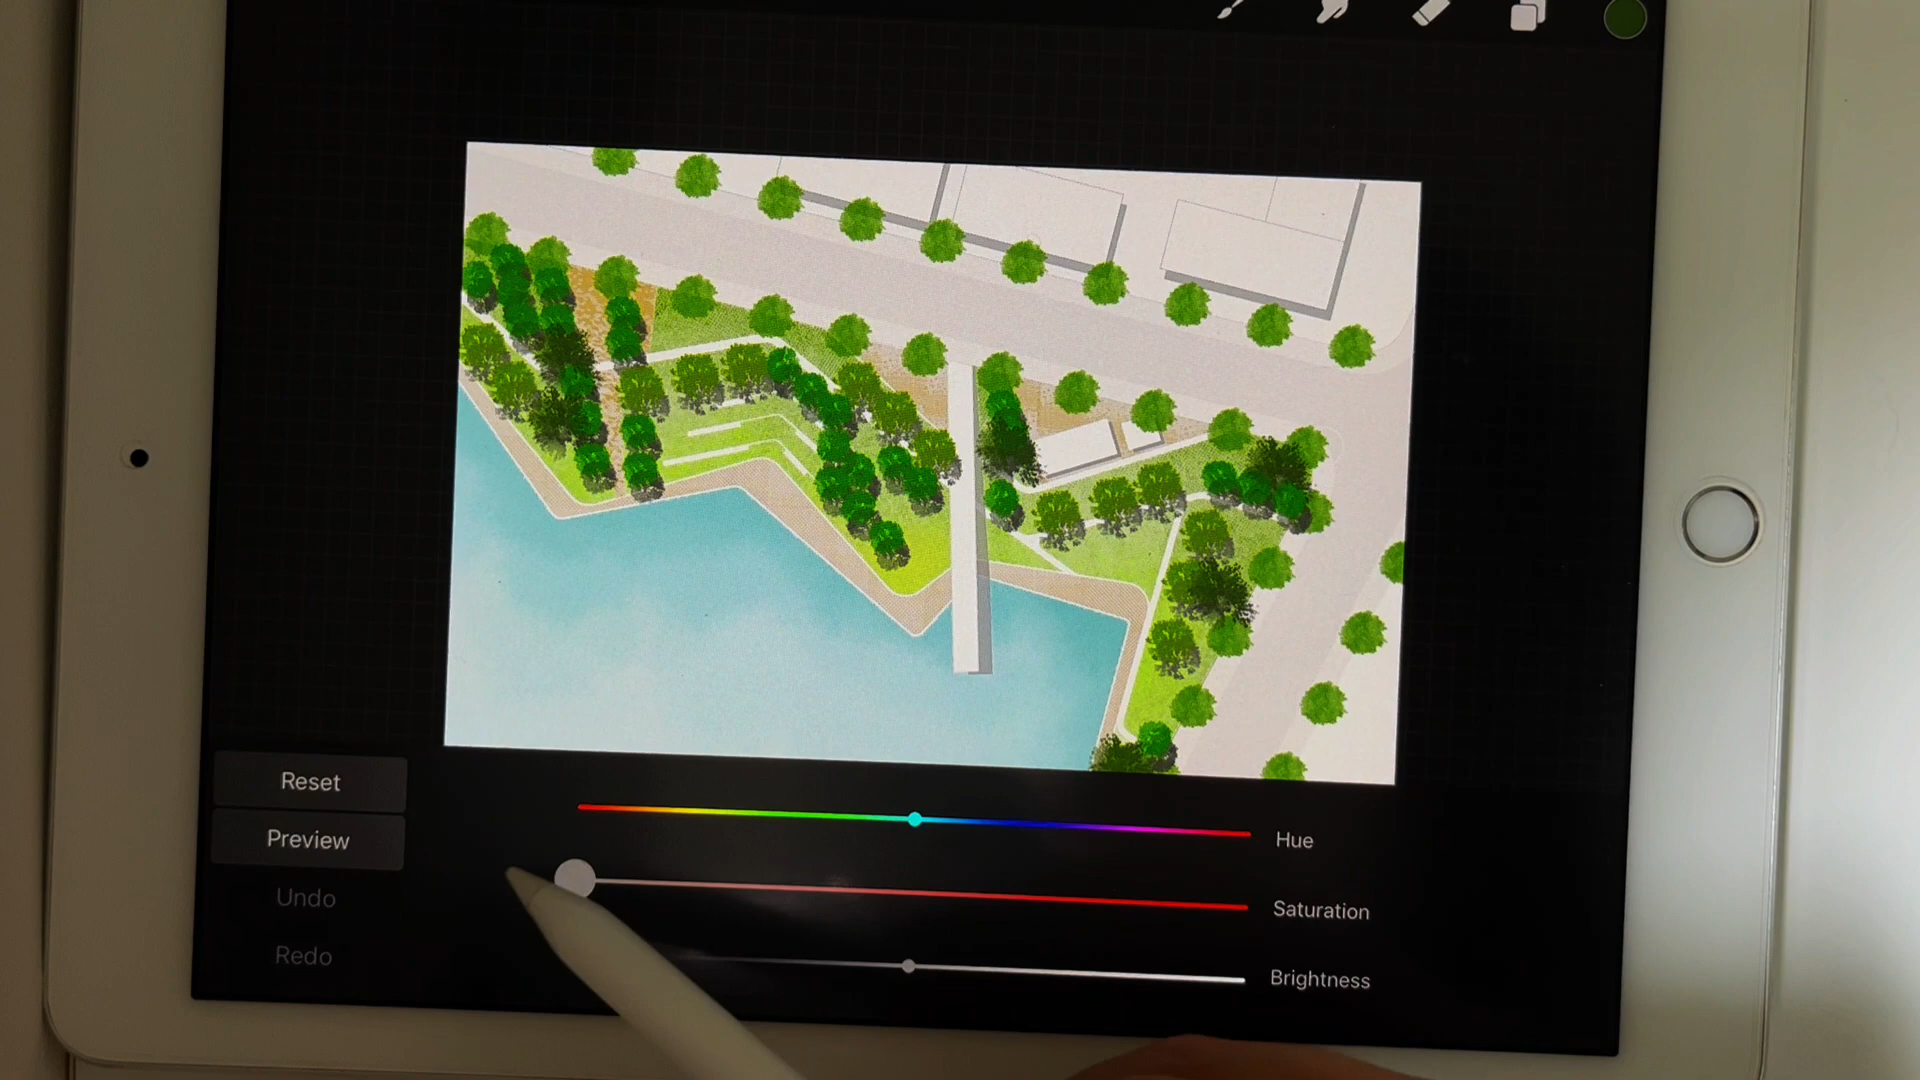 Reset
Preview
Undo
Redo
Hue
Saturation
Brightness